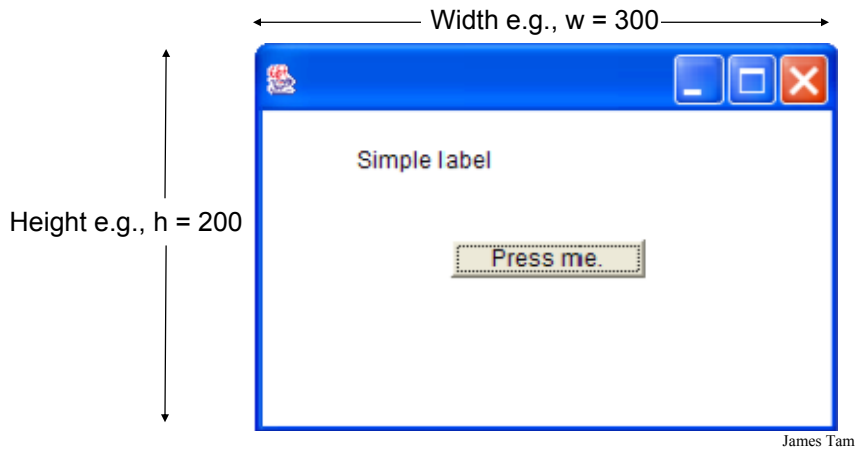 Width e.g., w = 300
Simple label
Height e.g., h = 200
Press me.
James Tam